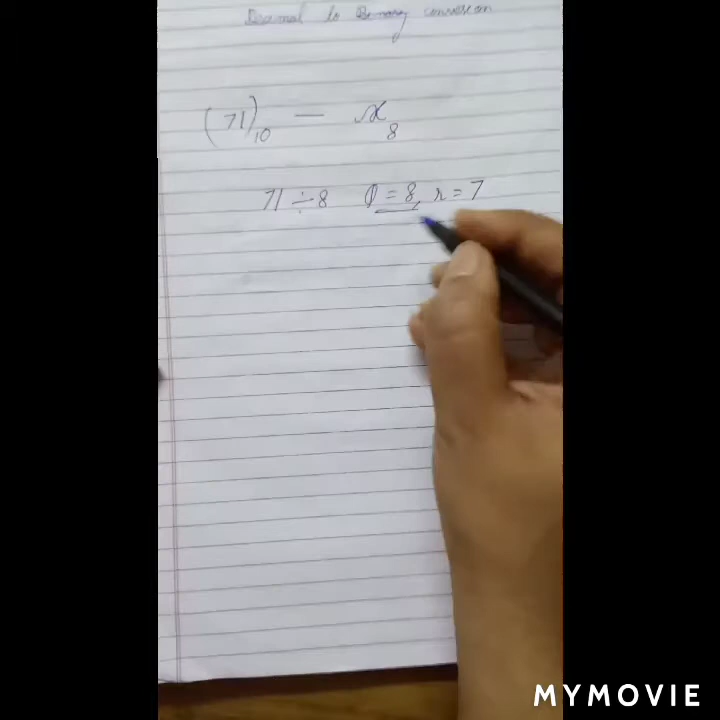 Decimal to Binary conversion
(71)10 — x8
71 ÷ 8 Q = 8, r = 7
MYMOVIE